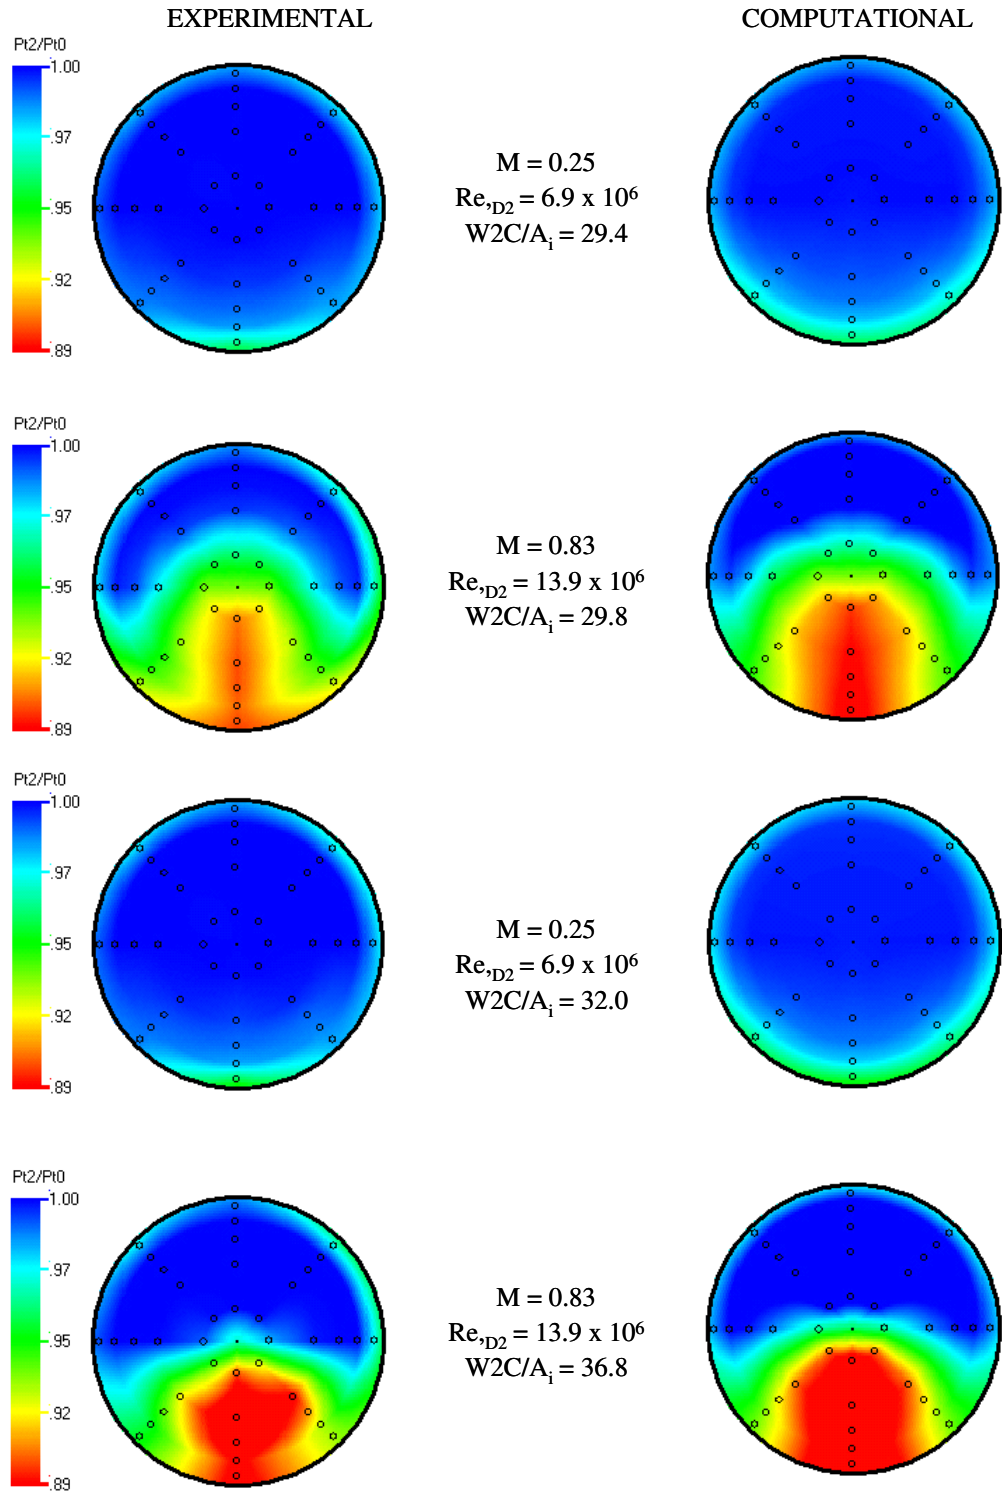 EXPERIMENTAL
COMPUTATIONAL
Pt2/Pt0
1.00
.97
.95
.92
.89
M = 0.25
Re,D2 = 6.9 x 10⁶
W2C/Ai = 29.4
Pt2/Pt0
1.00
.97
.95
.92
.89
M = 0.83
Re,D2 = 13.9 x 10⁶
W2C/Ai = 29.8
Pt2/Pt0
1.00
.97
.95
.92
.89
M = 0.25
Re,D2 = 6.9 x 10⁶
W2C/Ai = 32.0
Pt2/Pt0
1.00
.97
.95
.92
.89
M = 0.83
Re,D2 = 13.9 x 10⁶
W2C/Ai = 36.8